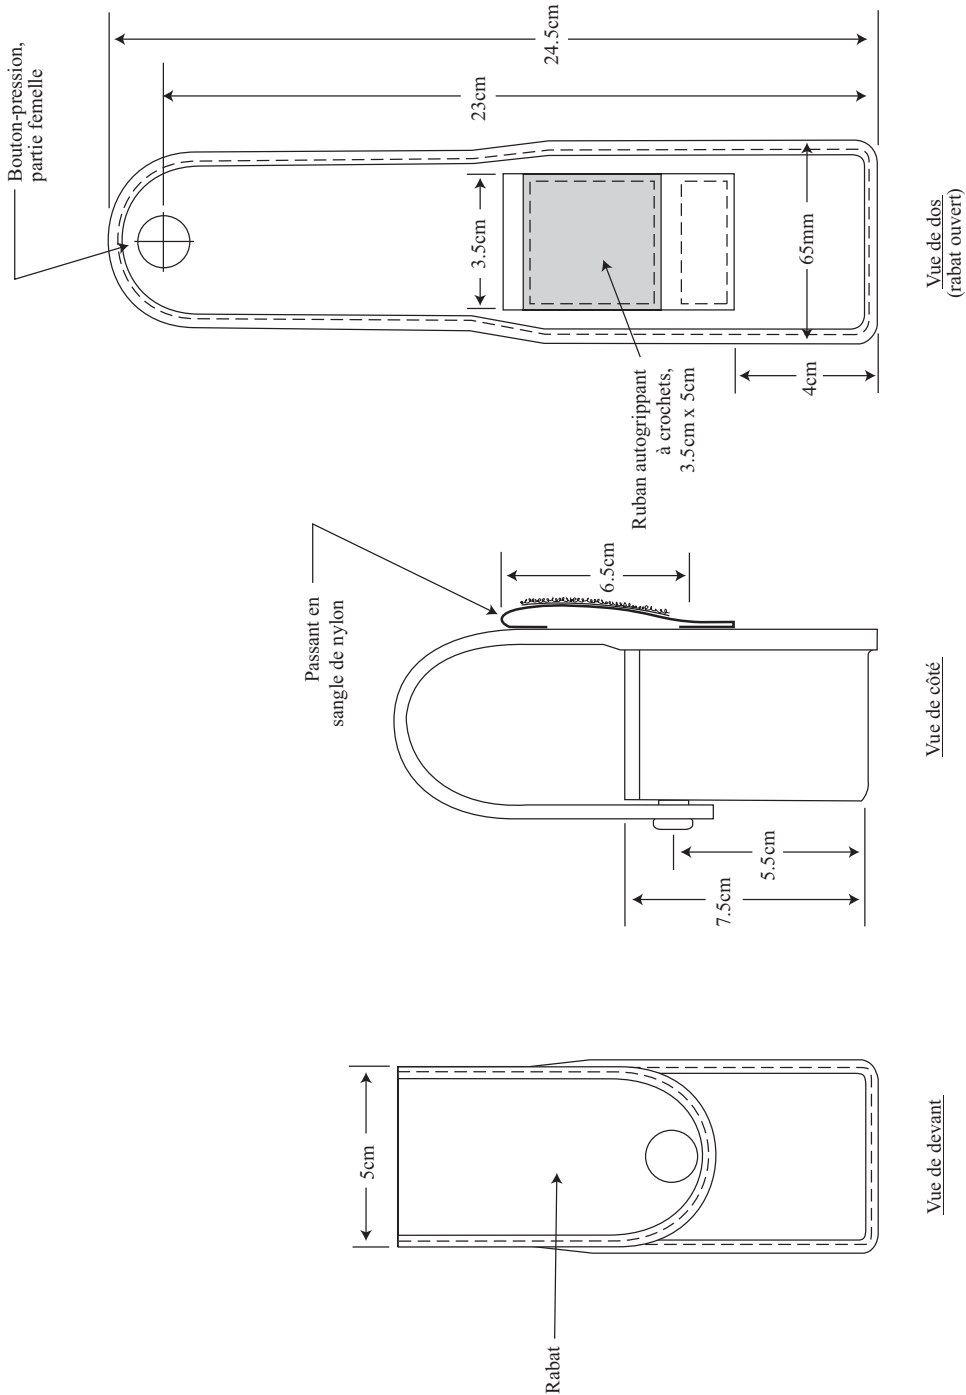 Bouton-pression,
partie femelle
24.5cm
23cm
3.5cm
65mm
4cm
Ruban autogrippant
à crochets,
3.5cm x 5cm
Vue de dos
(rabat ouvert)
Passant en
sangle de nylon
6.5cm
5.5cm
7.5cm
Vue de côté
5cm
Rabat
Vue de devant